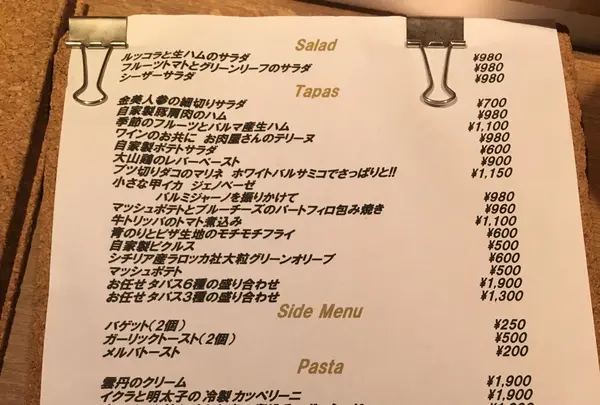 Salad
ルッコラと生ハムのサラダ ¥980
フルーツトマトとグリーンリーフのサラダ ¥980
シーザーサラダ ¥980
Tapas
金美人参の細切りサラダ ¥700
自家製豚肩肉のハム ¥980
季節のフルーツとパルマ産生ハム ¥1,100
ワインのお共に お肉屋さんのテリーヌ ¥980
自家製ポテトサラダ ¥600
大山鶏のレバーペースト ¥900
ブツ切りダコのマリネ ホワイトバルサミコでさっぱりと!! ¥1,150
小さな甲イカ ジェノベーゼ
パルミジャーノを振りかけて ¥980
マッシュポテトとブルーチーズのパートフィロ包み焼き ¥960
牛トリッパのトマト煮込み ¥1,100
青のりとピザ生地のモチモチフライ ¥600
自家製ピクルス ¥500
シチリア産ラロッカ社大粒グリーンオリーブ ¥600
マッシュポテト ¥500
お任せ タパス6種の盛り合わせ ¥1,900
お任せ タパス3種の盛り合わせ ¥1,300
Side Menu
バゲット(2個) ¥250
ガーリックトースト(2個) ¥500
メルバトースト ¥200
Pasta
雲丹のクリーム ¥1,900
イクラと明太子の 冷製 カッペリーニ ¥1,900